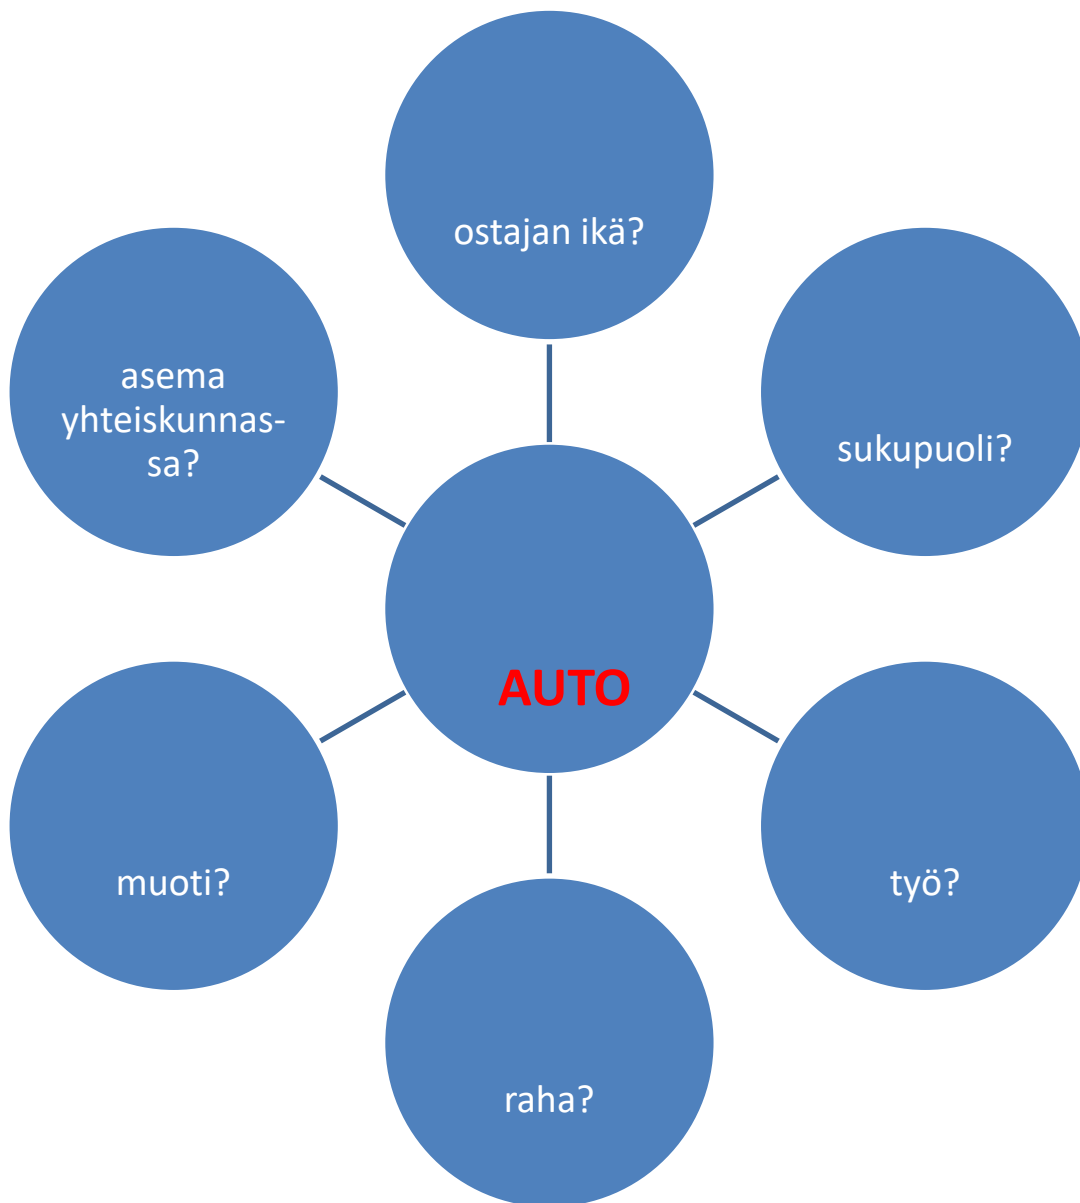 ostajan ikä?
sukupuoli?
työ?
raha?
muoti?
asema
yhteiskunnas-
sa?
AUTO